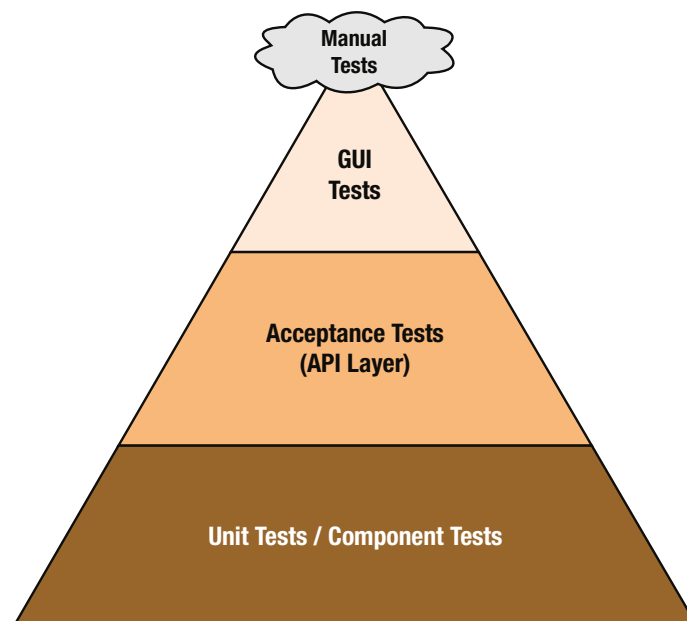 Manual
Tests
GUI
Tests
Acceptance Tests
(API Layer)
Unit Tests / Component Tests